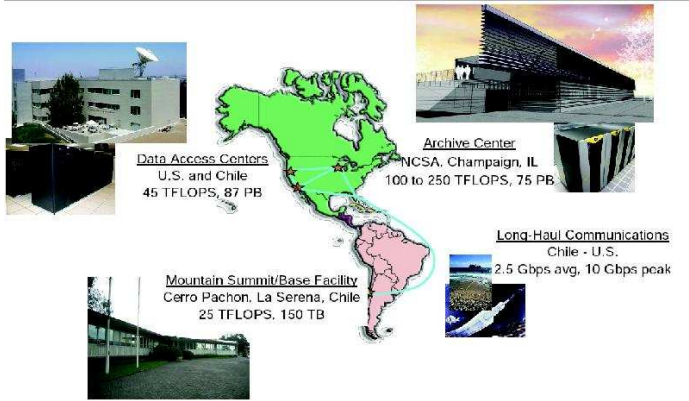 Archive Center
NCSA, Champaign, IL
100 to 250 TFLOPS, 75 PB
Data Access Centers
U.S. and Chile
45 TFLOPS, 87 PB
Long-Haul Communications
Chile - U.S.
2.5 Gbps avg, 10 Gbps peak
Mountain Summit/Base Facility
Cerro Pachon, La Serena, Chile
25 TFLOPS, 150 TB